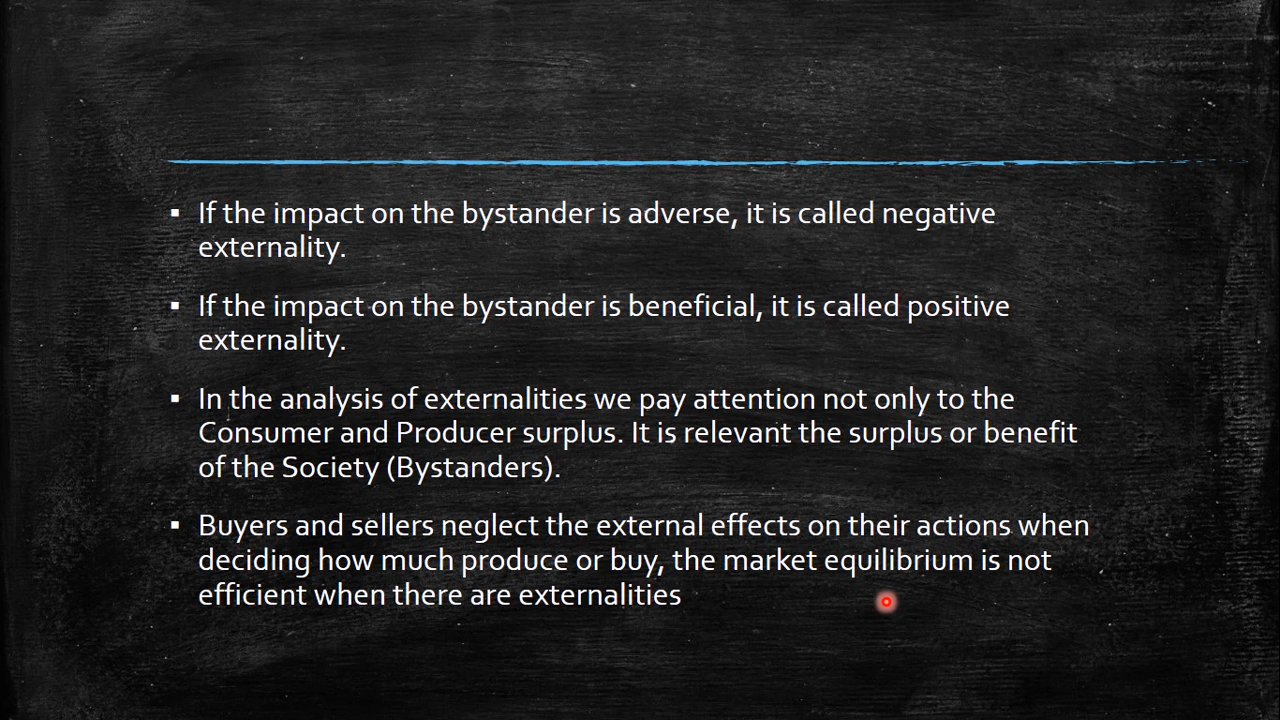 ▪ If the impact on the bystander is adverse, it is called negative
externality.
▪ If the impact on the bystander is beneficial, it is called positive
externality.
▪ In the analysis of externalities we pay attention not only to the
Consumer and Producer surplus. It is relevant the surplus or benefit
of the Society (Bystanders).
▪ Buyers and sellers neglect the external effects on their actions when
deciding how much produce or buy, the market equilibrium is not
efficient when there are externalities